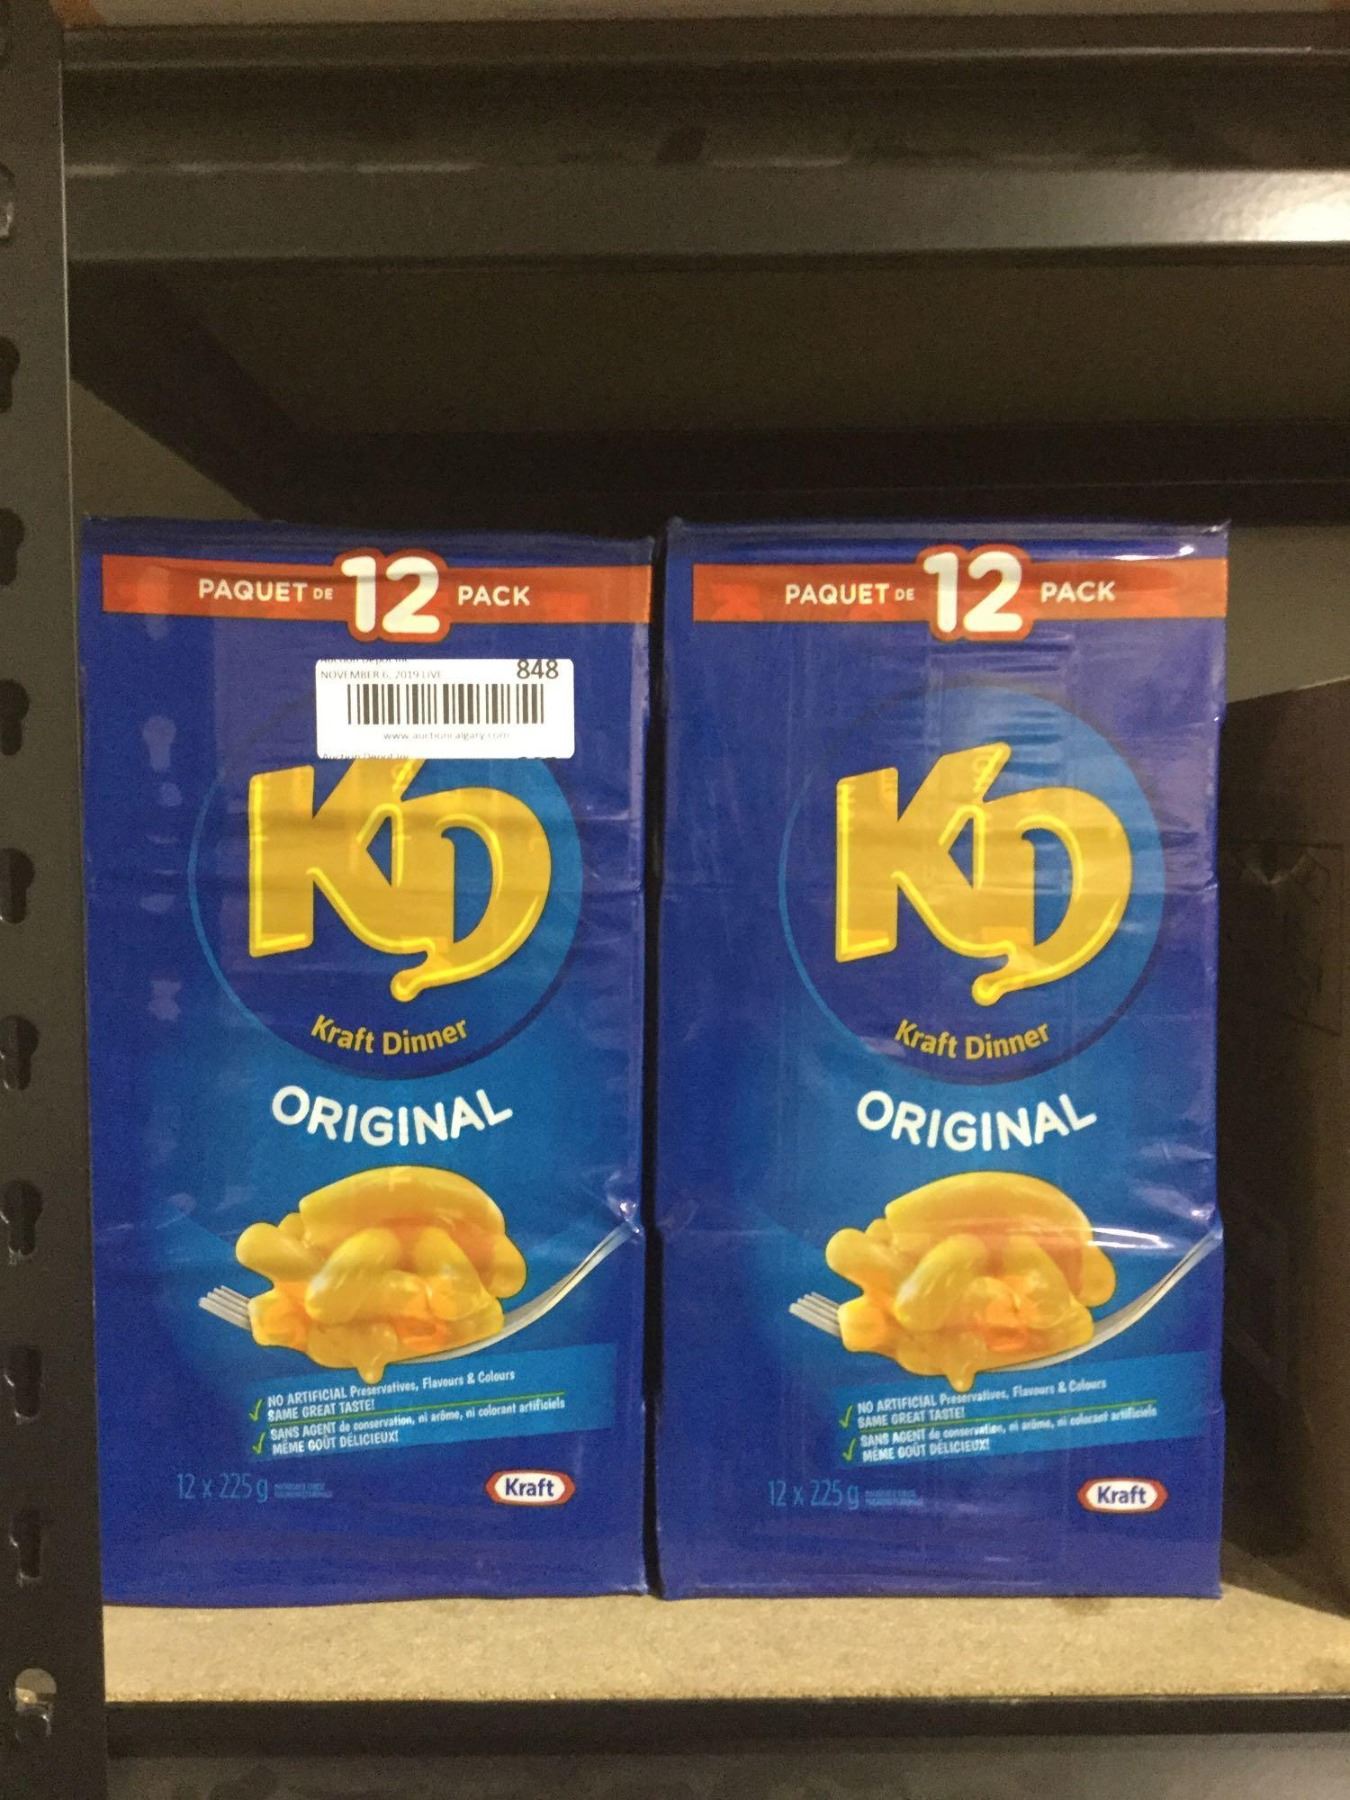 PAQUET DE 12 PACK
NOVEMBER 6, 2019 LIVE 848
www.auctioncalgary.com
KD
Kraft Dinner
ORIGINAL
NO ARTIFICIAL Preservatives, Flavours & Colours
SAME GREAT TASTE!
SANS AGENT de conservation, ni arôme, ni colorant artificiels
MÊME GOÛT DÉLICIEUX!
12 x 225 g
Kraft
PAQUET DE 12 PACK
KD
Kraft Dinner
ORIGINAL
NO ARTIFICIAL Preservatives, Flavours & Colours
SAME GREAT TASTE!
SANS AGENT de conservation, ni arôme, ni colorant artificiels
MÊME GOÛT DÉLICIEUX!
12 x 225 g
Kraft